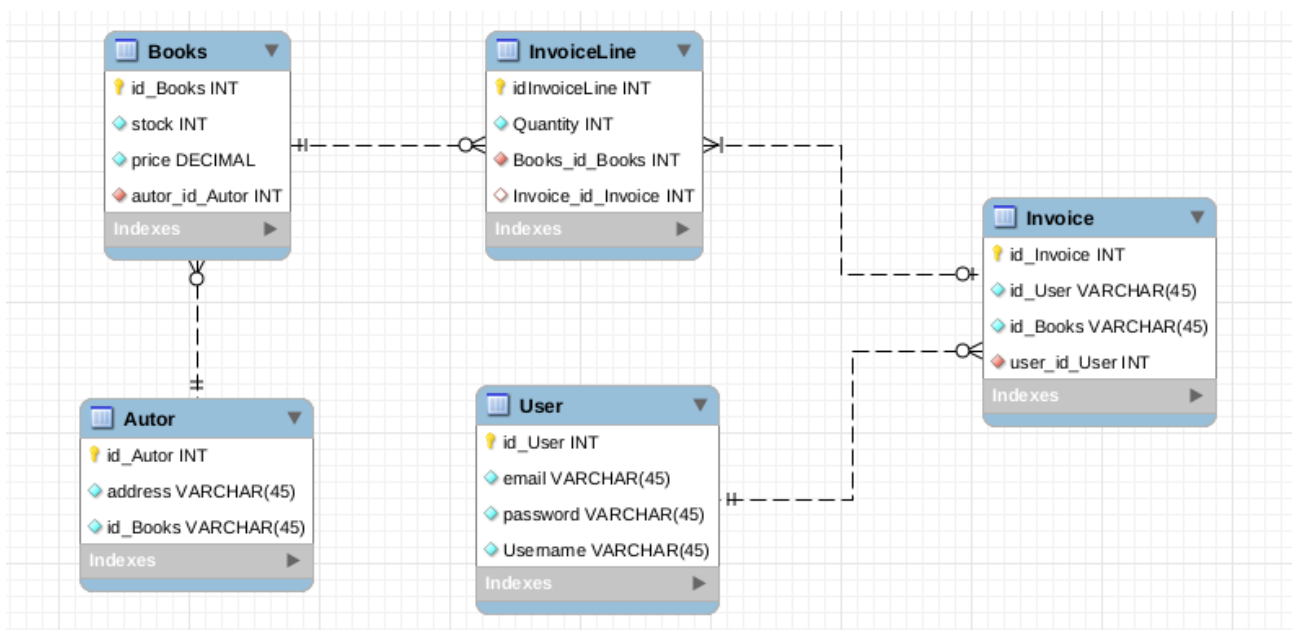 Books
id_Books INT
stock INT
price DECIMAL
autor_id_Autor INT
Indexes
InvoiceLine
idInvoiceLine INT
Quantity INT
Books_id_Books INT
Invoice_id_Invoice INT
Indexes
Invoice
id_Invoice INT
id_User VARCHAR(45)
id_Books VARCHAR(45)
user_id_User INT
Indexes
Autor
id_Autor INT
address VARCHAR(45)
id_Books VARCHAR(45)
Indexes
User
id_User INT
email VARCHAR(45)
password VARCHAR(45)
Username VARCHAR(45)
Indexes